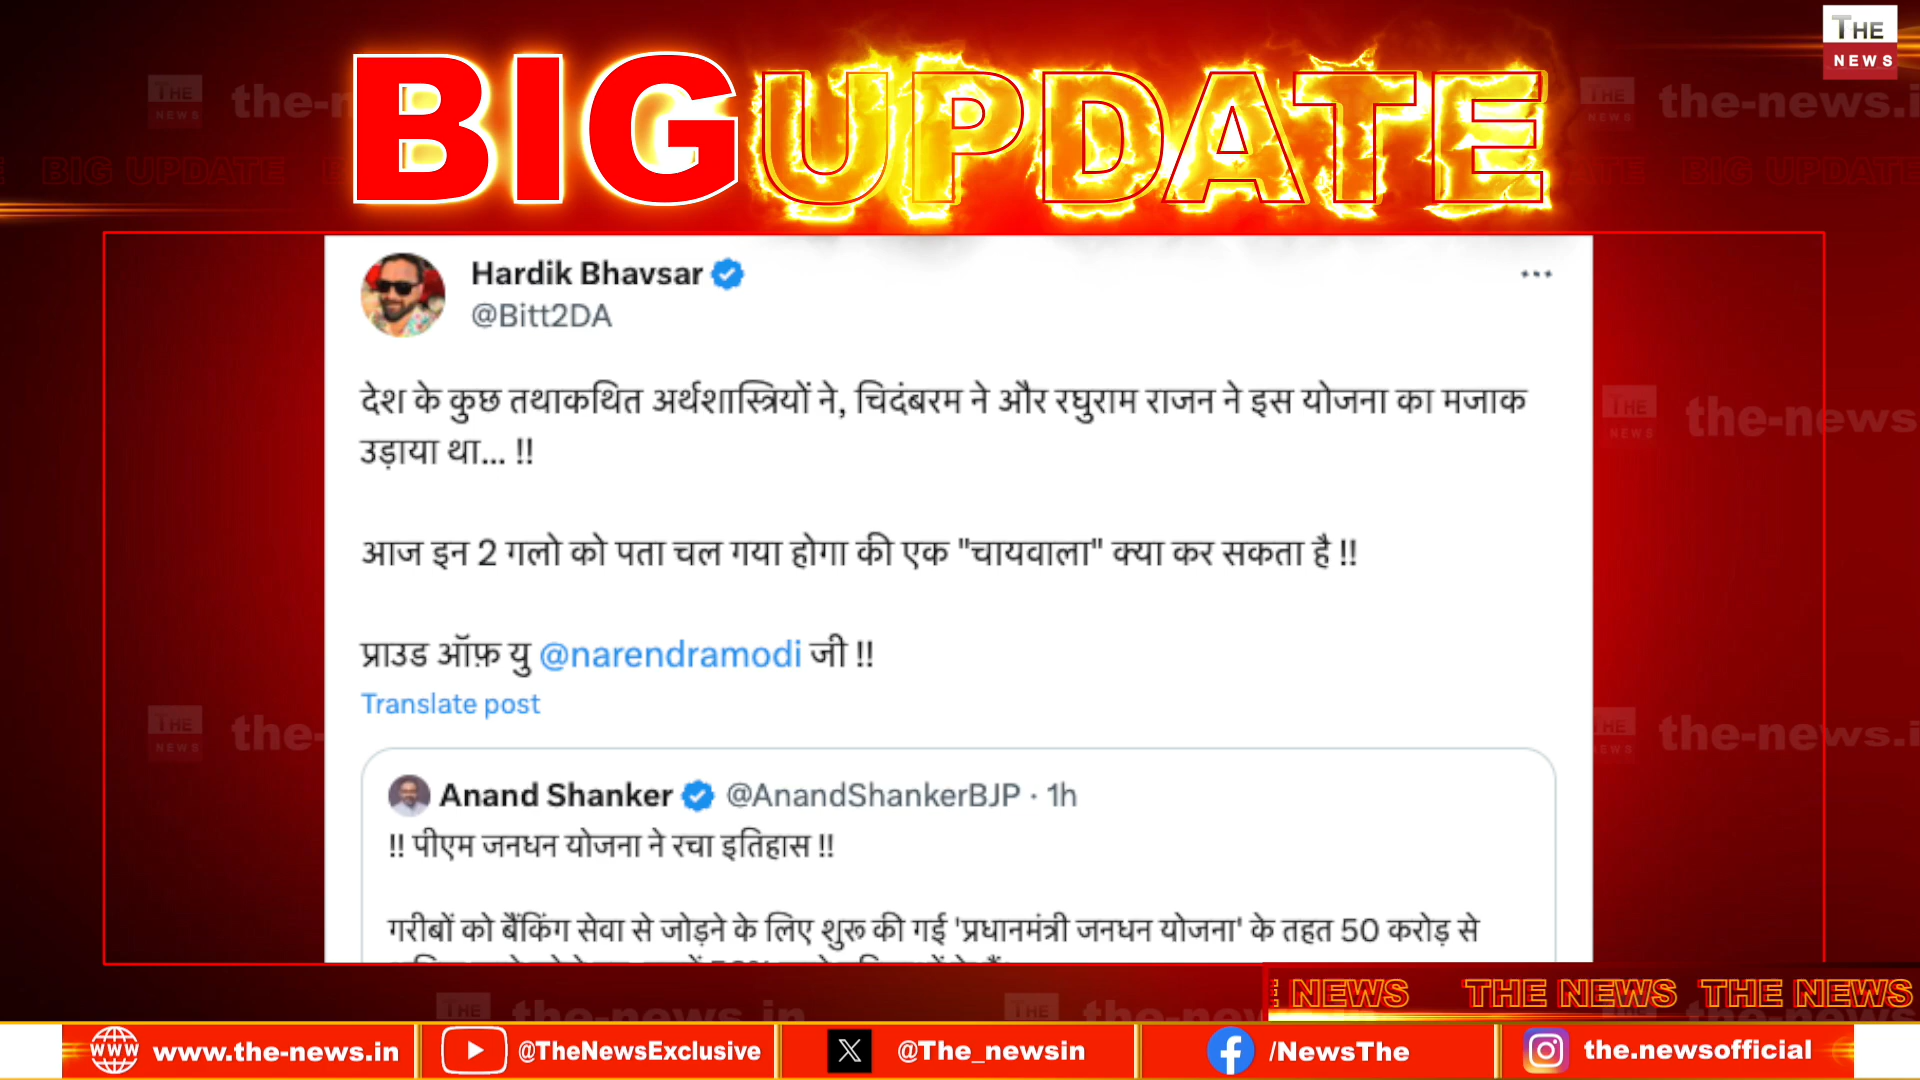 THE
NEWS
BIG UPDATE
Hardik Bhavsar
@Bitt2DA
देश के कुछ तथाकथित अर्थशास्त्रियों ने, चिदंबरम ने और रघुराम राजन ने इस योजना का मजाक
उड़ाया था... !!
आज इन 2 गलो को पता चल गया होगा की एक "चायवाला" क्या कर सकता है !!
प्राउड ऑफ़ यु @narendramodi जी !!
Translate post
Anand Shanker @AnandShankerBJP · 1h
!! पीएम जनधन योजना ने रचा इतिहास !!
गरीबों को बैंकिंग सेवा से जोड़ने के लिए शुरू की गई 'प्रधानमंत्री जनधन योजना' के तहत 50 करोड़ से
NEWS THE NEWS THE NEWS
www www.the-news.in @TheNewsExclusive @The_newsin /NewsThe the.newsofficial